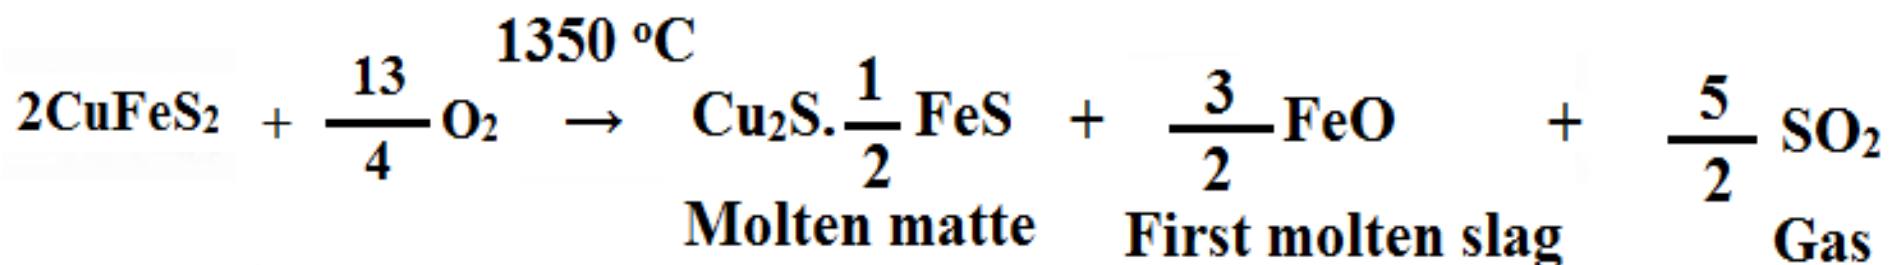 1350 °C
2CuFeS₂ + 13/4 O₂ → Cu₂S. 1/2 FeS + 3/2 FeO + 5/2 SO₂
Molten matte First molten slag Gas